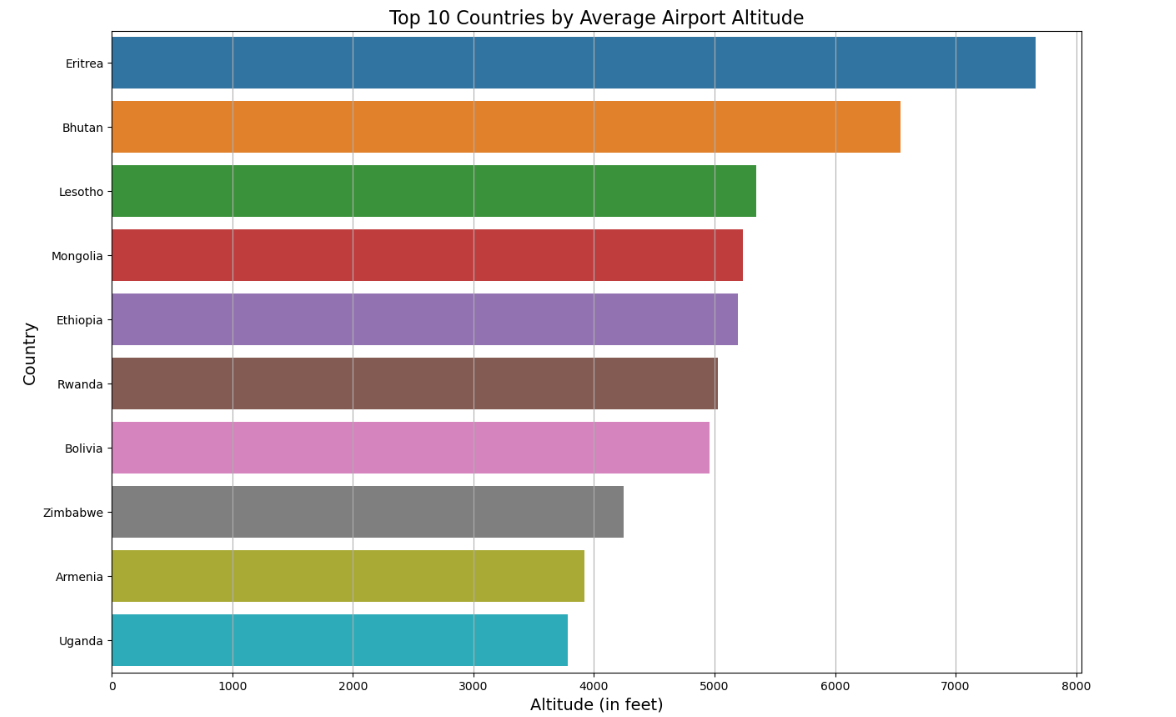 Top 10 Countries by Average Airport Altitude
Eritrea
Bhutan
Lesotho
Mongolia
Ethiopia
Rwanda
Bolivia
Zimbabwe
Armenia
Uganda
Country
0 1000 2000 3000 4000 5000 6000 7000 8000
Altitude (in feet)